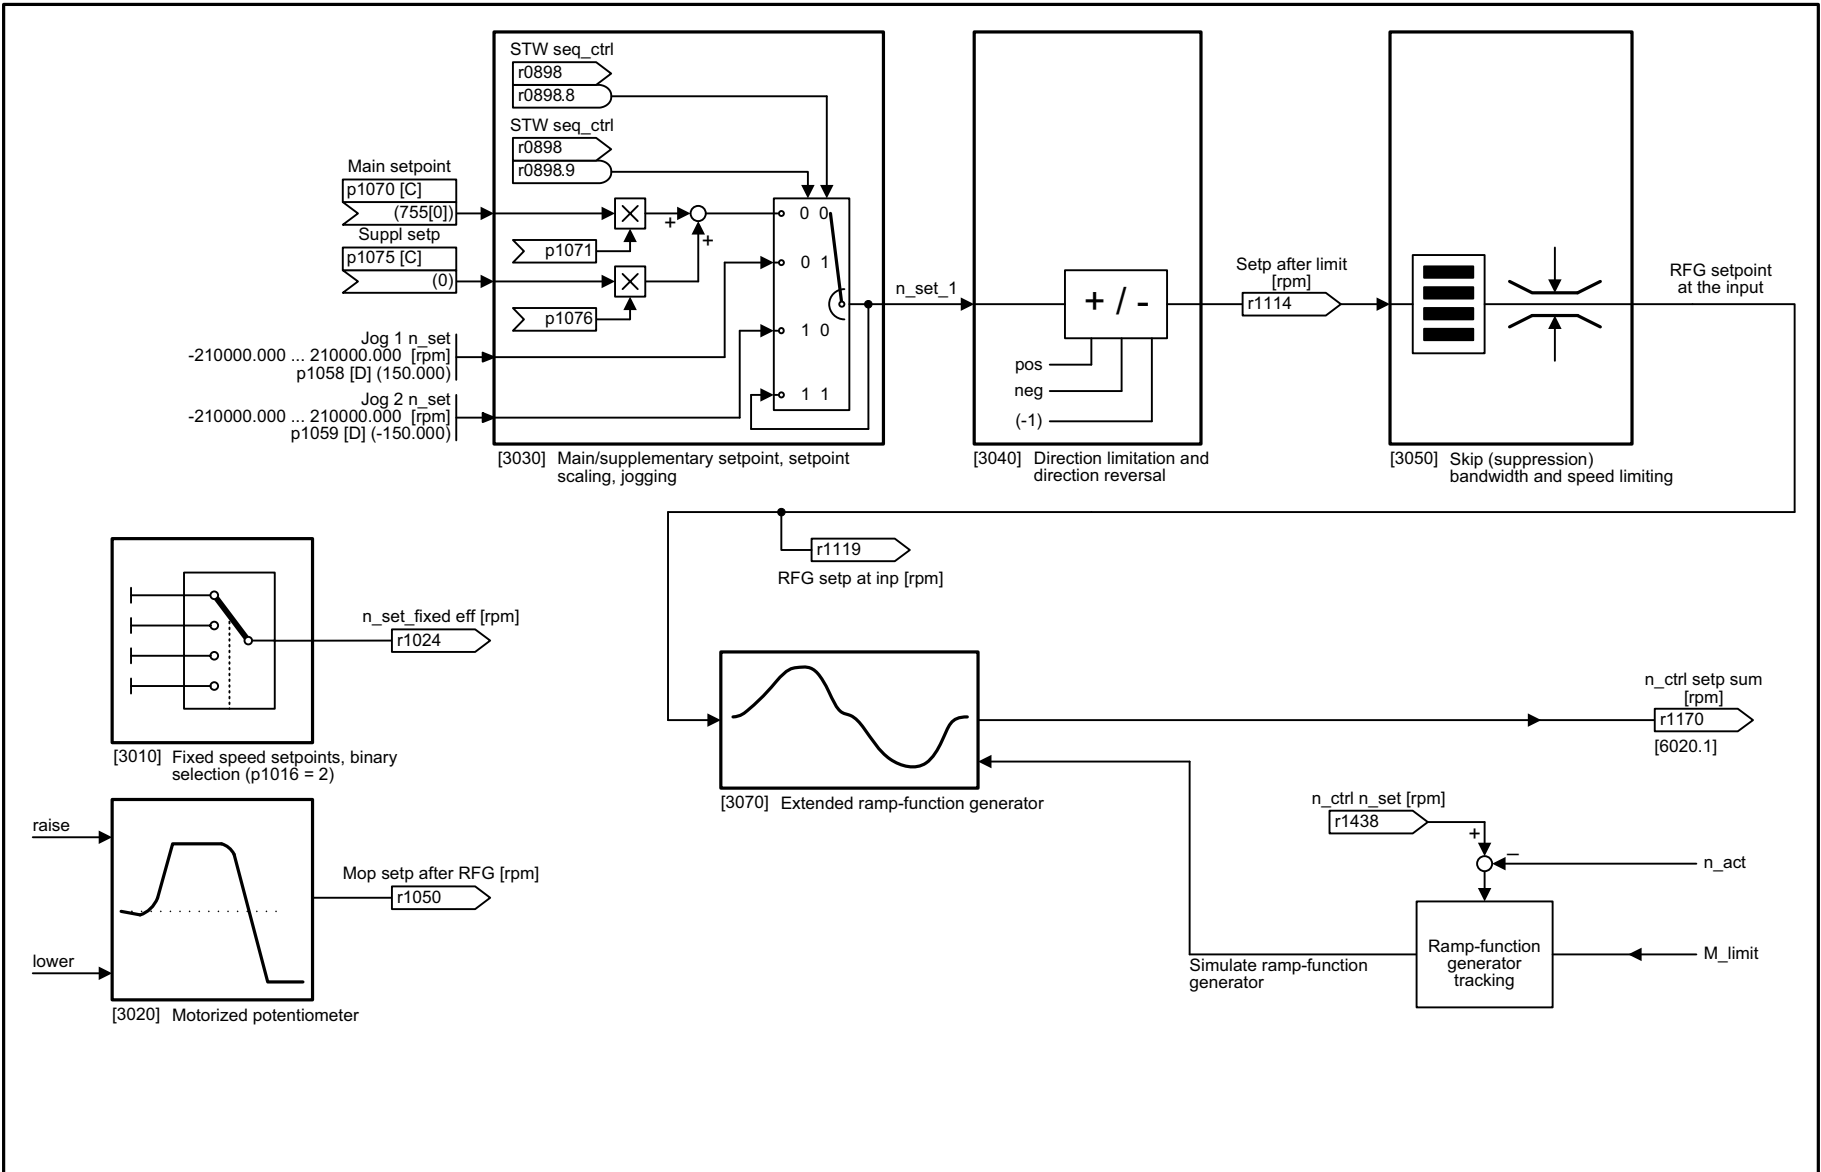 STW seq_ctrl
r0898
r0898.8
STW seq_ctrl
r0898
r0898.9
Main setpoint
p1070 [C]
(755[0])
Suppl setp
p1075 [C]
(0)
p1071
p1076
+
+
0 0
0 1
1 0
1 1
Jog 1 n_set
-210000.000 ... 210000.000 [rpm]
p1058 [D] (150.000)
Jog 2 n_set
-210000.000 ... 210000.000 [rpm]
p1059 [D] (-150.000)
[3030] Main/supplementary setpoint, setpoint
scaling, jogging
n_set_1
+ / -
pos
neg
(-1)
[3040] Direction limitation and
direction reversal
Setp after limit
[rpm]
r1114
[3050] Skip (suppression)
bandwidth and speed limiting
RFG setpoint
at the input
r1119
RFG setp at inp [rpm]
n_set_fixed eff [rpm]
r1024
[3010] Fixed speed setpoints, binary
selection (p1016 = 2)
raise
lower
Mop setp after RFG [rpm]
r1050
[3020] Motorized potentiometer
[3070] Extended ramp-function generator
n_ctrl setp sum
[rpm]
r1170
[6020.1]
n_ctrl n_set [rpm]
r1438
+
–
n_act
Ramp-function
generator
tracking
M_limit
Simulate ramp-function
generator